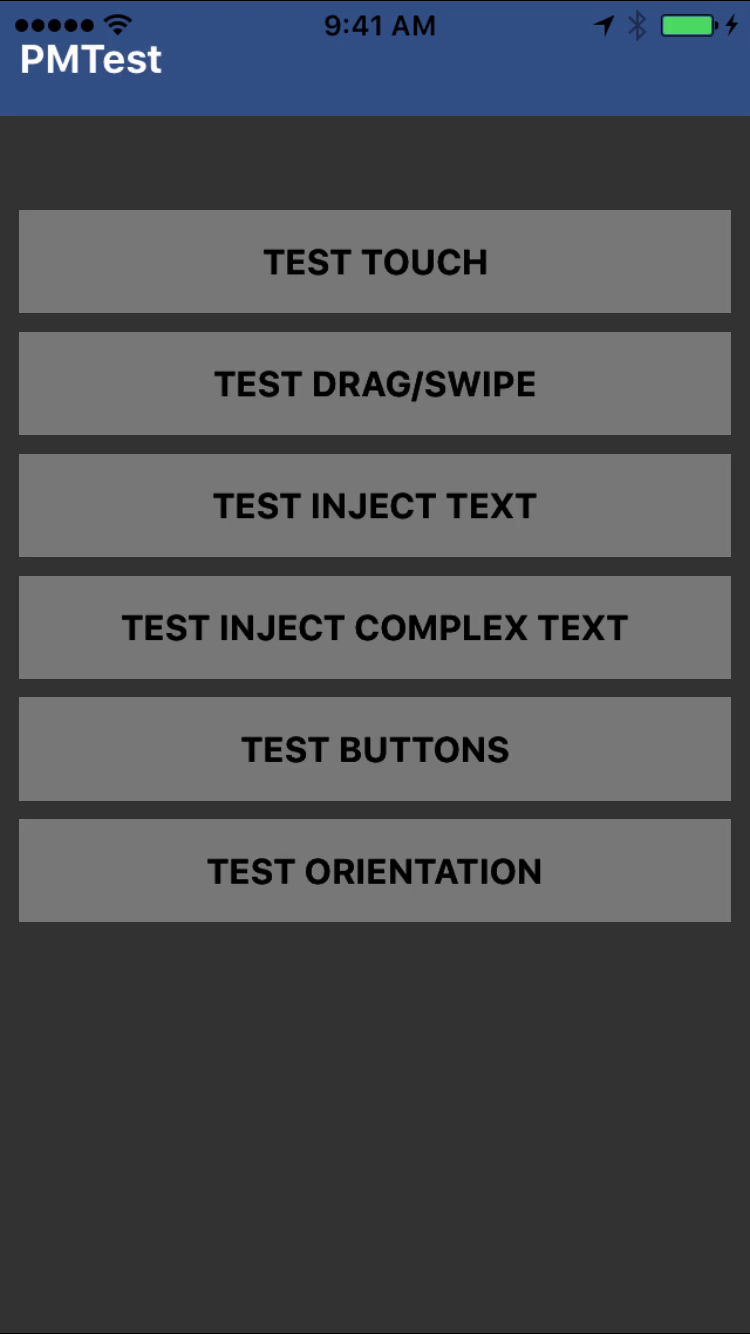 9:41 AM
PMTest
TEST TOUCH
TEST DRAG/SWIPE
TEST INJECT TEXT
TEST INJECT COMPLEX TEXT
TEST BUTTONS
TEST ORIENTATION